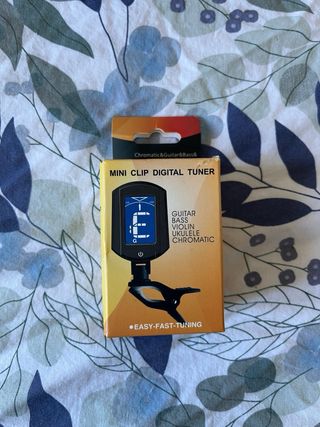 Chromatic&Guitar&Bass&
MINI CLIP DIGITAL TUNER
E
GUITAR
BASS
VIOLIN
UKULELE
CHROMATIC
●EASY-FAST-TUNING